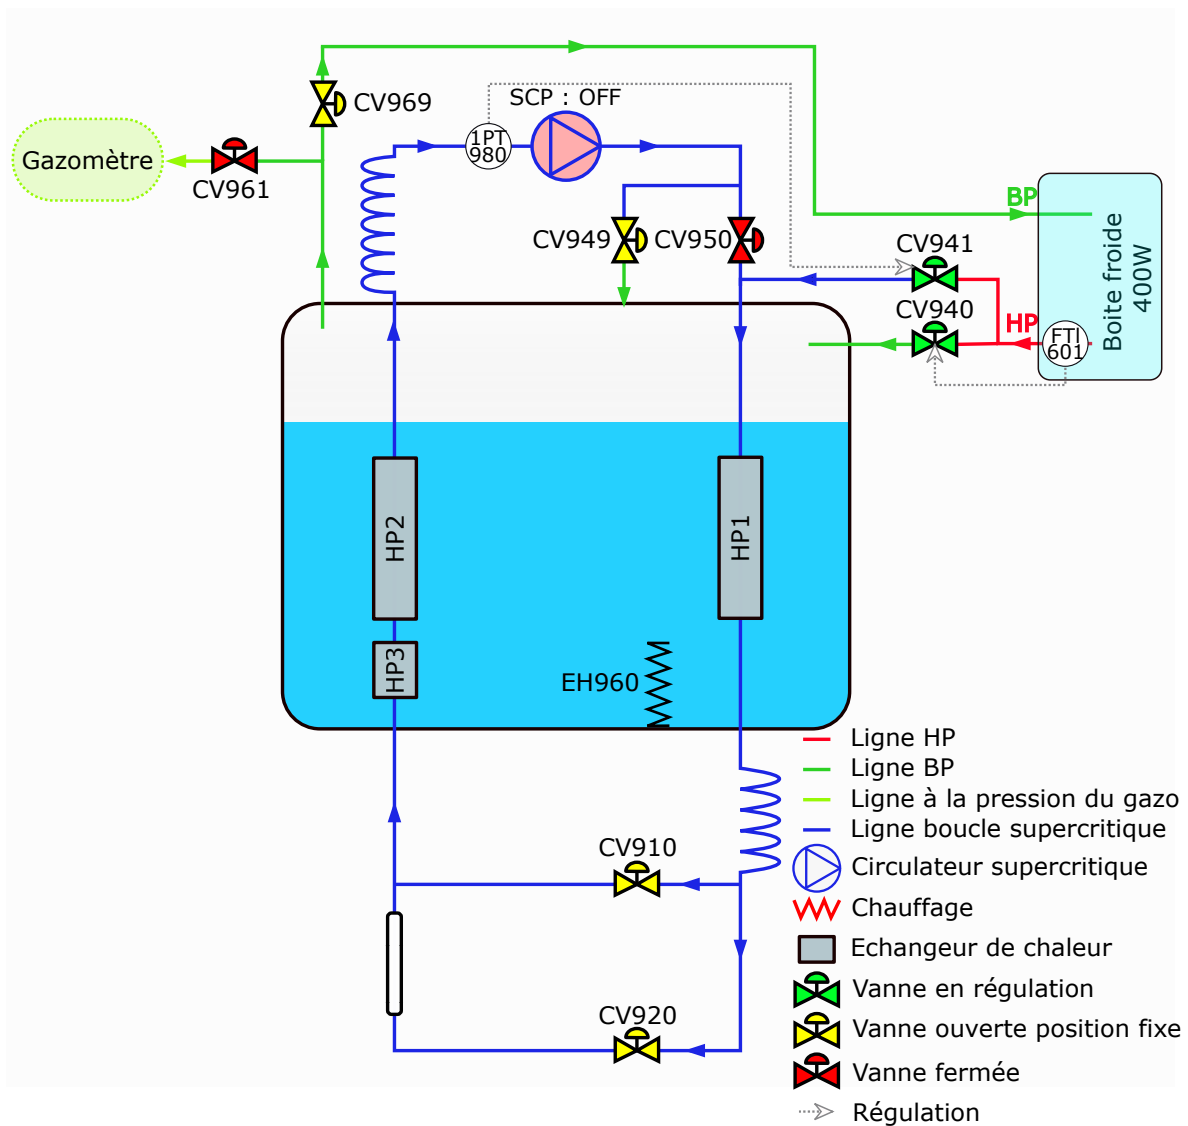 SCP : OFF
CV969
1PT
980
Gazomètre
CV961
BP
CV949
CV950
CV941
Boite froide
400W
CV940
HP
FTI
601
HP2
HP1
HP3
EH960
Ligne HP
Ligne BP
Ligne à la pression du gazo
Ligne boucle supercritique
CV910
Circulateur supercritique
Chauffage
Echangeur de chaleur
Vanne en régulation
CV920
Vanne ouverte position fixe
Vanne fermée
Régulation